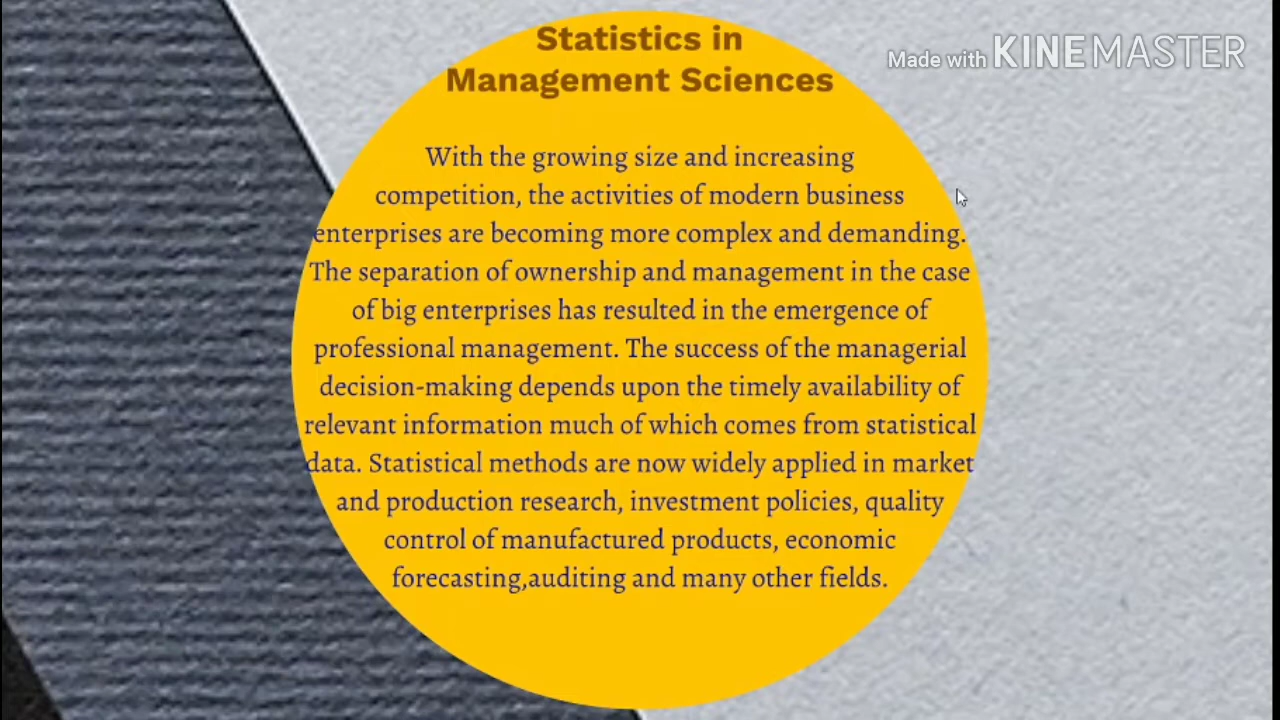 Statistics in
Management Sciences
Made with KINEMASTER
With the growing size and increasing
competition, the activities of modern business
enterprises are becoming more complex and demanding.
The separation of ownership and management in the case
of big enterprises has resulted in the emergence of
professional management. The success of the managerial
decision-making depends upon the timely availability of
relevant information much of which comes from statistical
data. Statistical methods are now widely applied in market
and production research, investment policies, quality
control of manufactured products, economic
forecasting,auditing and many other fields.